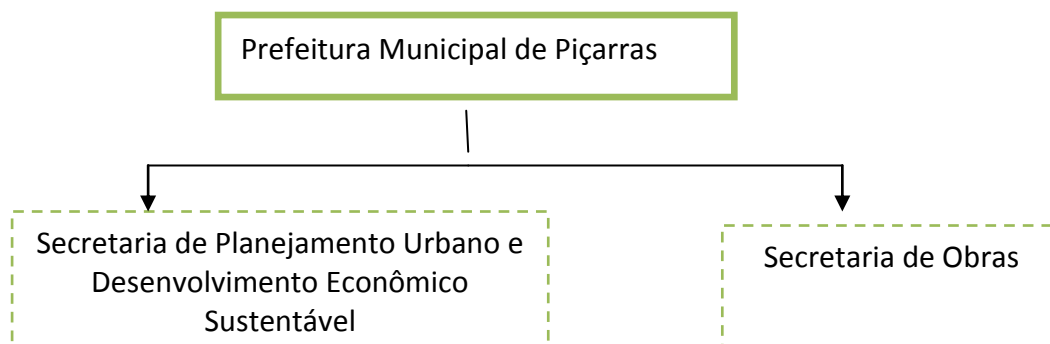 Prefeitura Municipal de Piçarras
Secretaria de Planejamento Urbano e
Desenvolvimento Econômico
Sustentável
Secretaria de Obras